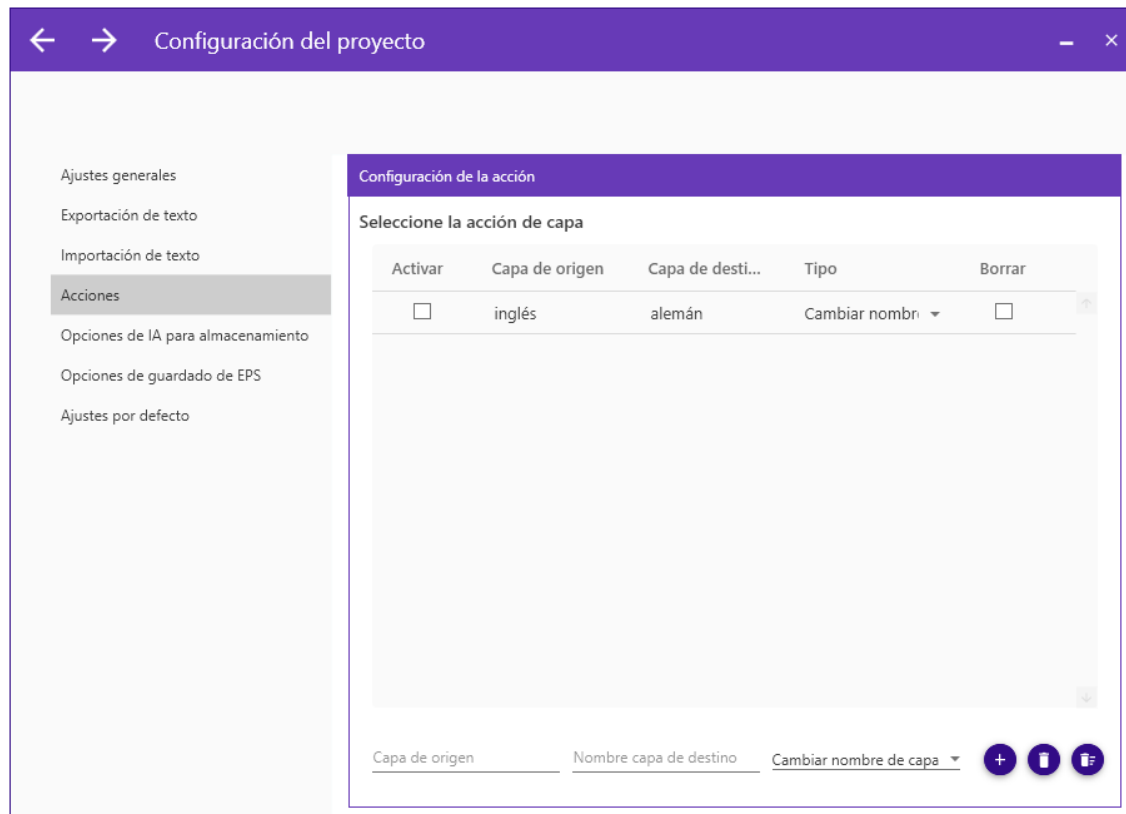 Configuración del proyecto
Ajustes generales
Exportación de texto
Importación de texto
Acciones
Opciones de IA para almacenamiento
Opciones de guardado de EPS
Ajustes por defecto
Configuración de la acción
Seleccione la acción de capa
Activar Capa de origen Capa de desti... Tipo Borrar
inglés alemán Cambiar nombr
Capa de origen Nombre capa de destino Cambiar nombre de capa